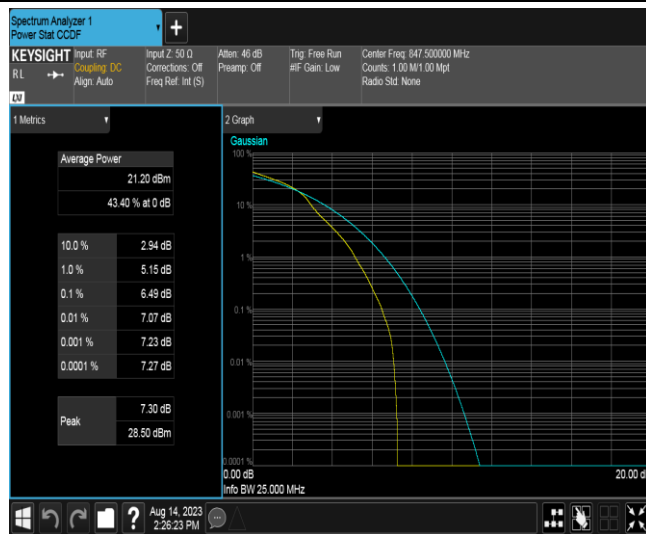 Spectrum Analyzer 1
Power Stat CCDF
+
KEYSIGHT
RL
LXI
Input: RF
Coupling: DC
Align: Auto
Input Z: 50 Ω
Corrections: Off
Freq Ref: Int (S)
Atten: 46 dB
Preamp: Off
Trig: Free Run
#IF Gain: Low
Center Freq: 847.500000 MHz
Counts: 1.00 M/1.00 Mpt
Radio Std: None
1 Metrics
Average Power
21.20 dBm
43.40 % at 0 dB
10.0 % 2.94 dB
1.0 % 5.15 dB
0.1 % 6.49 dB
0.01 % 7.07 dB
0.001 % 7.23 dB
0.0001 % 7.27 dB
Peak
7.30 dB
28.50 dBm
2 Graph
Gaussian
100 %
10 %
1 %
0.1 %
0.01 %
0.001 %
0.0001 %
0.00 dB
20.00 d
Info BW 25.000 MHz
?
Aug 14, 2023
2:26:23 PM